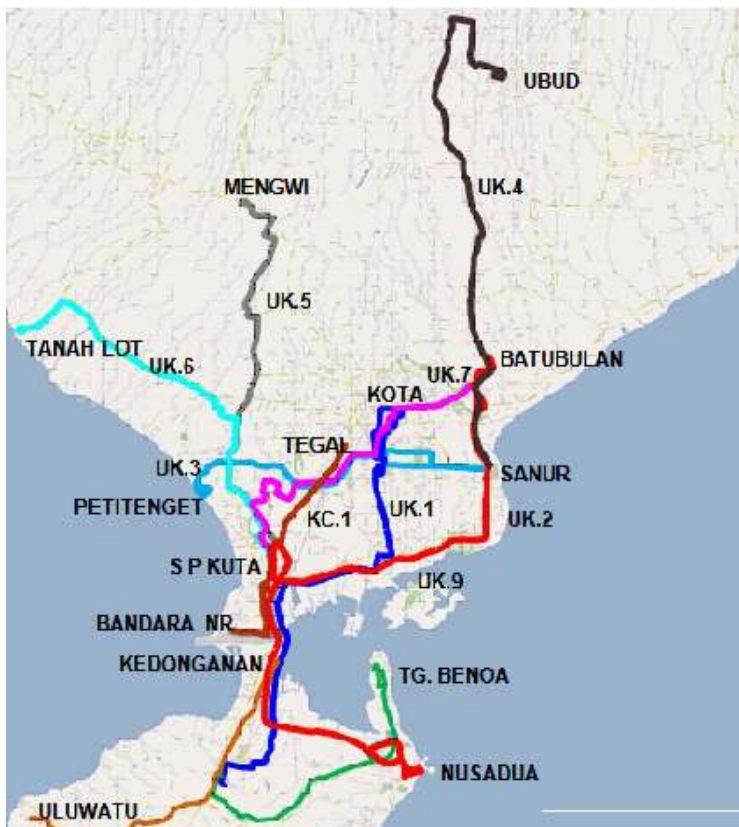 UBUD
UK.4
MENGWI
UK.5
TANAH LOT
UK.6
BATUBULAN
UK.7
KOTA
TEGAL
UK.3
SANUR
PETITENGET
KC.1
UK.1
UK.2
S P KUTA
UK.9
BANDARA NR
KEDONGANAN
TG. BENOA
NUSADUA
ULUWATU